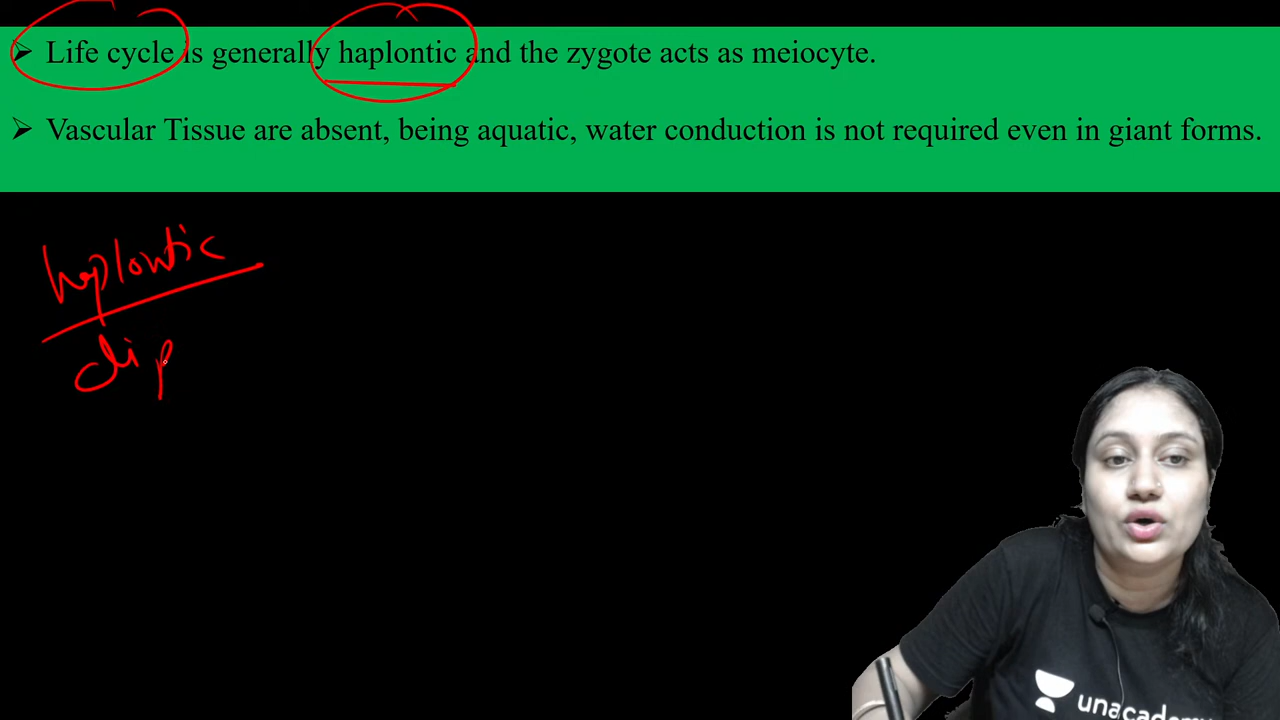 ➢ Life cycle is generally haplontic and the zygote acts as meiocyte.
➢ Vascular Tissue are absent, being aquatic, water conduction is not required even in giant forms.
haplontic
dip
unacademy